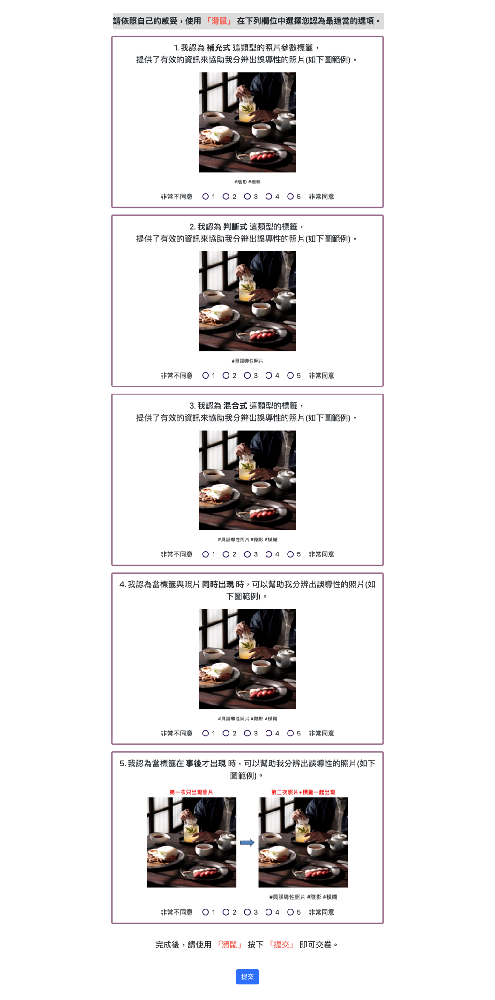 請依照自己的感受，使用 「滑鼠」 在下列欄位中選擇您認為最適當的選項。
1. 我認為 補充式 這類型的照片參數標籤，
提供了有效的資訊來協助我分辨出誤導性的照片(如下圖範例)。
#陰影 #模糊
非常不同意 1 2 3 4 5 非常同意
2. 我認為 判斷式 這類型的標籤，
提供了有效的資訊來協助我分辨出誤導性的照片(如下圖範例)。
#具誤導性照片
非常不同意 1 2 3 4 5 非常同意
3. 我認為 混合式 這類型的標籤，
提供了有效的資訊來協助我分辨出誤導性的照片(如下圖範例)。
#具誤導性照片 #陰影 #模糊
非常不同意 1 2 3 4 5 非常同意
4. 我認為當標籤與照片 同時出現 時，可以幫助我分辨出誤導性的照片(如
下圖範例)。
#具誤導性照片 #陰影 #模糊
非常不同意 1 2 3 4 5 非常同意
5. 我認為當標籤在 事後才出現 時，可以幫助我分辨出誤導性的照片(如下
圖範例)。
第一次只出現照片
第二次照片+標籤一起出現
#具誤導性照片 #陰影 #模糊
非常不同意 1 2 3 4 5 非常同意
完成後，請使用 「滑鼠」 按下 「提交」 即可交卷。
提交